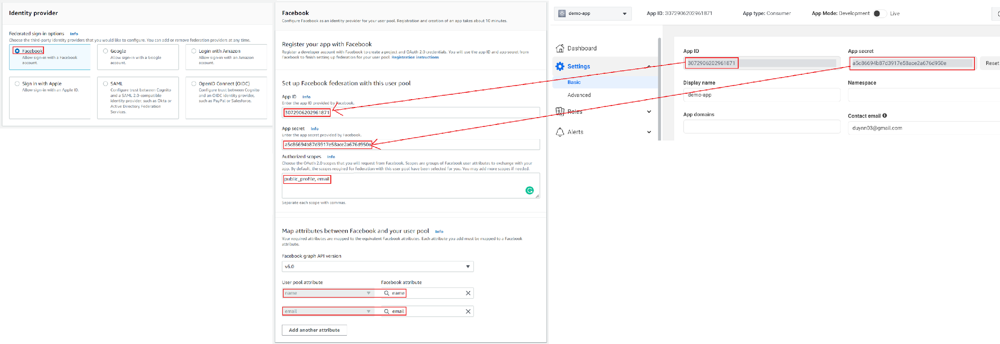 Identity provider
Federated sign-in options Info
Choose the third-party identity providers that you would like to configure. You can add or remove federation providers at any time.
Facebook
Allow sign-in with a Facebook
account.
Google
Allow sign-in with a Google
account.
Login with Amazon
Allow sign-in with an Amazon
account.
Sign in with Apple
Allow sign-in with an Apple ID.
SAML
Configure trust between Cognito
and a SAML 2.0-compatible
identity provider, such as Okta or
Active Directory Federation
Services.
OpenID Connect (OIDC)
Configure trust between Cognito
and an OIDC identity provider,
such as PayPal or Salesforce.
Facebook
Configure Facebook as an identity provider for your user pool. Registration and creation of an app takes about 10 minutes.
Register your app with Facebook
Register a developer account with Facebook to create a project and OAuth 2.0 credentials. You will use the app ID and app secret from
Facebook to finish setting up federation for your user pool. Registration instructions
Set up Facebook federation with this user pool
App ID Info
Enter the app ID provided by Facebook.
3072906202961871
App secret Info
Enter the app secret provided by Facebook.
a5c86694b87d3917e58ace2a676d950e
Authorized scopes Info
Choose the OAuth 2.0 scopes that you will request from Facebook. Scopes are groups of Facebook user attributes to exchange with your
app. By default, the scopes required for federation with this user pool have been selected for you. You may add more scopes if needed.
public_profile, email
Separate each scope with commas.
Map attributes between Facebook and your user pool Info
Your required attributes are mapped to the equivalent Facebook attributes. Each attribute you add must be mapped to a Facebook
attribute.
Facebook graph API version
v6.0
User pool attribute Facebook attribute
name name
email email
Add another attribute
demo-app
App ID: 3072906202961871
App type: Consumer
App Mode: Development
Live
Dashboard
Settings
Basic
Advanced
Roles
Alerts
App ID
3072906202961871
App secret
a5c86694b87d3917e58ace2a676d950e
Reset
Display name
demo-app
Namespace
App domains
Contact email
duynn03@gmail.com